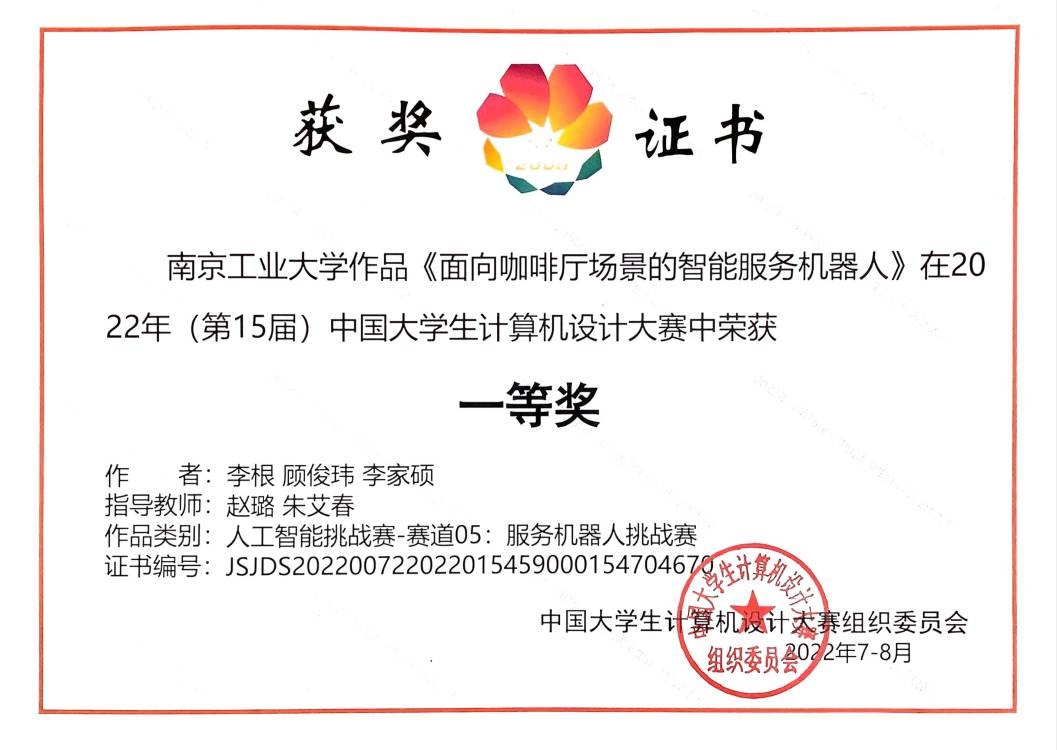 获奖 证书
2008
南京工业大学作品《面向咖啡厅场景的智能服务机器人》在20
22年（第15届）中国大学生计算机设计大赛中荣获
一等奖
作　　者：李根 顾俊玮 李家硕
指导教师：赵璐 朱艾春
作品类别：人工智能挑战赛-赛道05：服务机器人挑战赛
证书编号：JSJDS202200722022015459000154704670
中国大学生计算机设计大赛组织委员会
2022年7-8月
中国大学生计算机设计大赛
组织委员会